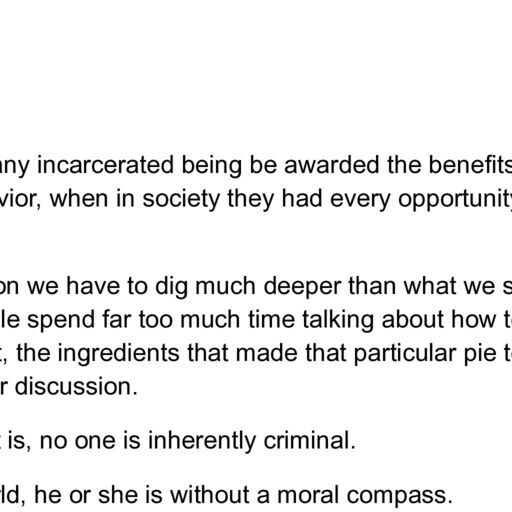 any incarcerated being be awarded the benefits
vior, when in society they had every opportunity
on we have to dig much deeper than what we s
le spend far too much time talking about how t
, the ingredients that made that particular pie t
r discussion.
is, no one is inherently criminal.
ld, he or she is without a moral compass.